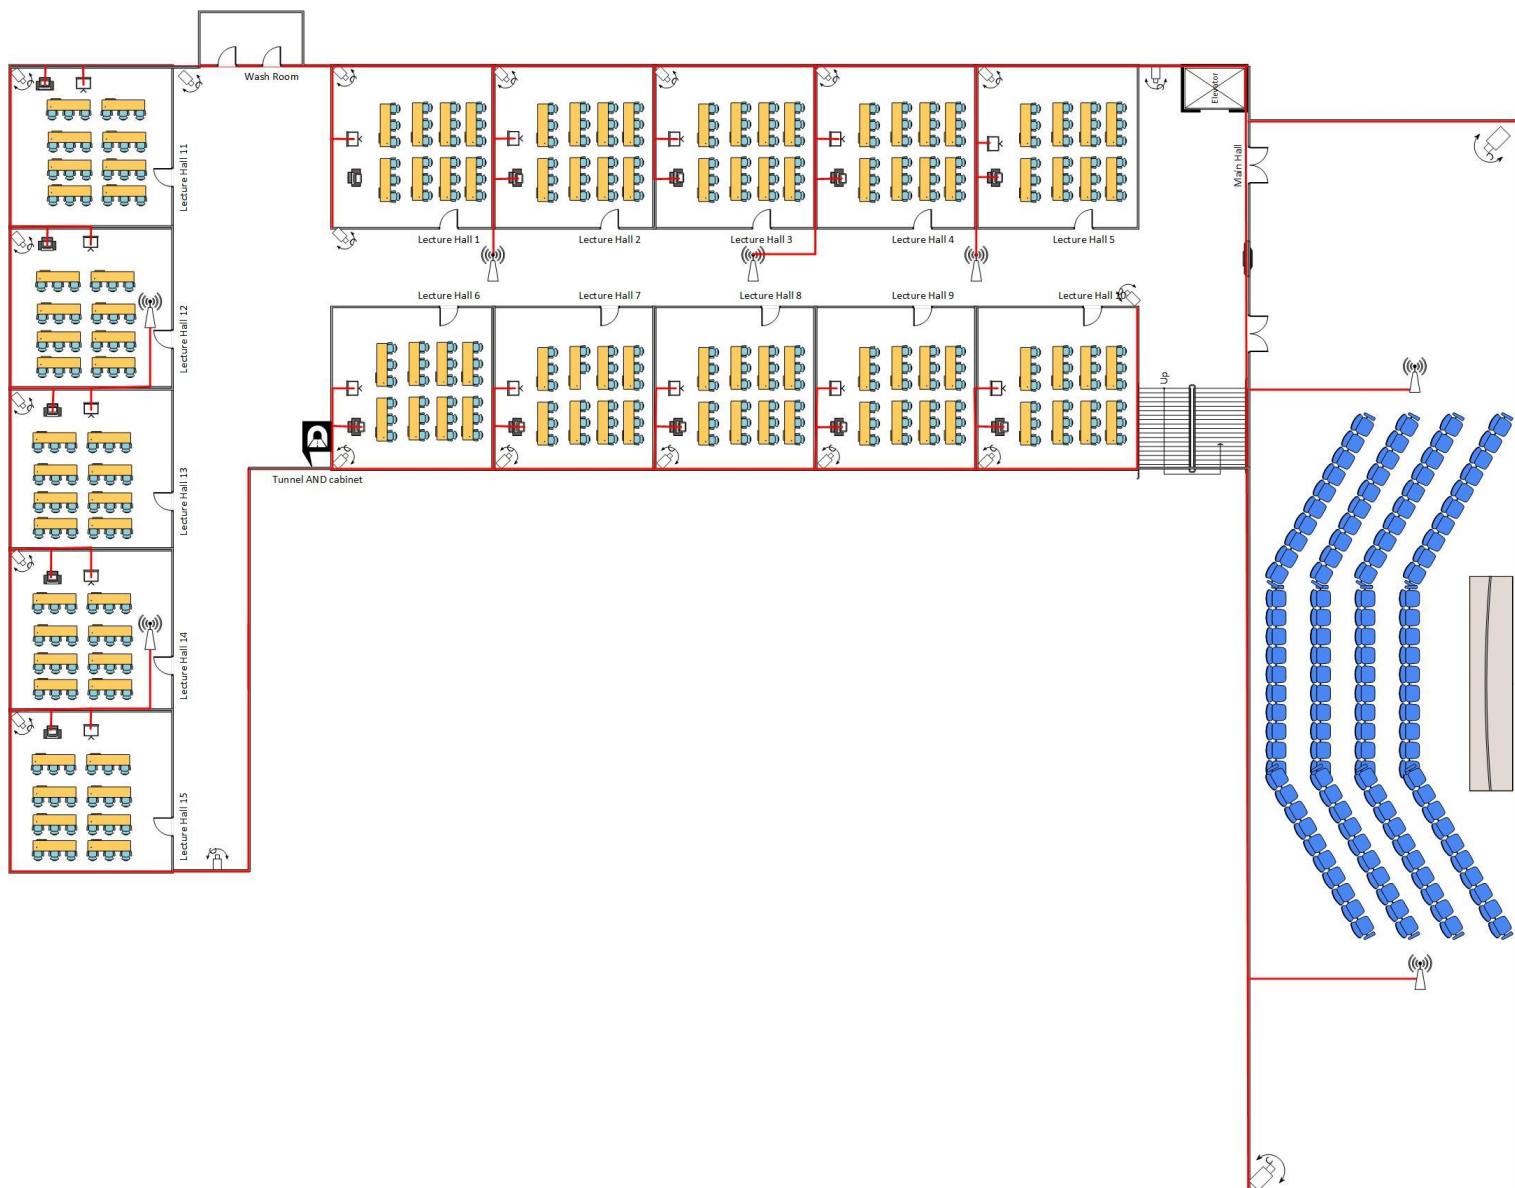 Wash Room
Elevator
Main Hall
Lecture Hall 11
Lecture Hall 1
Lecture Hall 2
Lecture Hall 3
Lecture Hall 4
Lecture Hall 5
Lecture Hall 6
Lecture Hall 7
Lecture Hall 8
Lecture Hall 9
Lecture Hall 10
Lecture Hall 12
Up
Tunnel AND cabinet
Lecture Hall 13
Lecture Hall 14
Lecture Hall 15